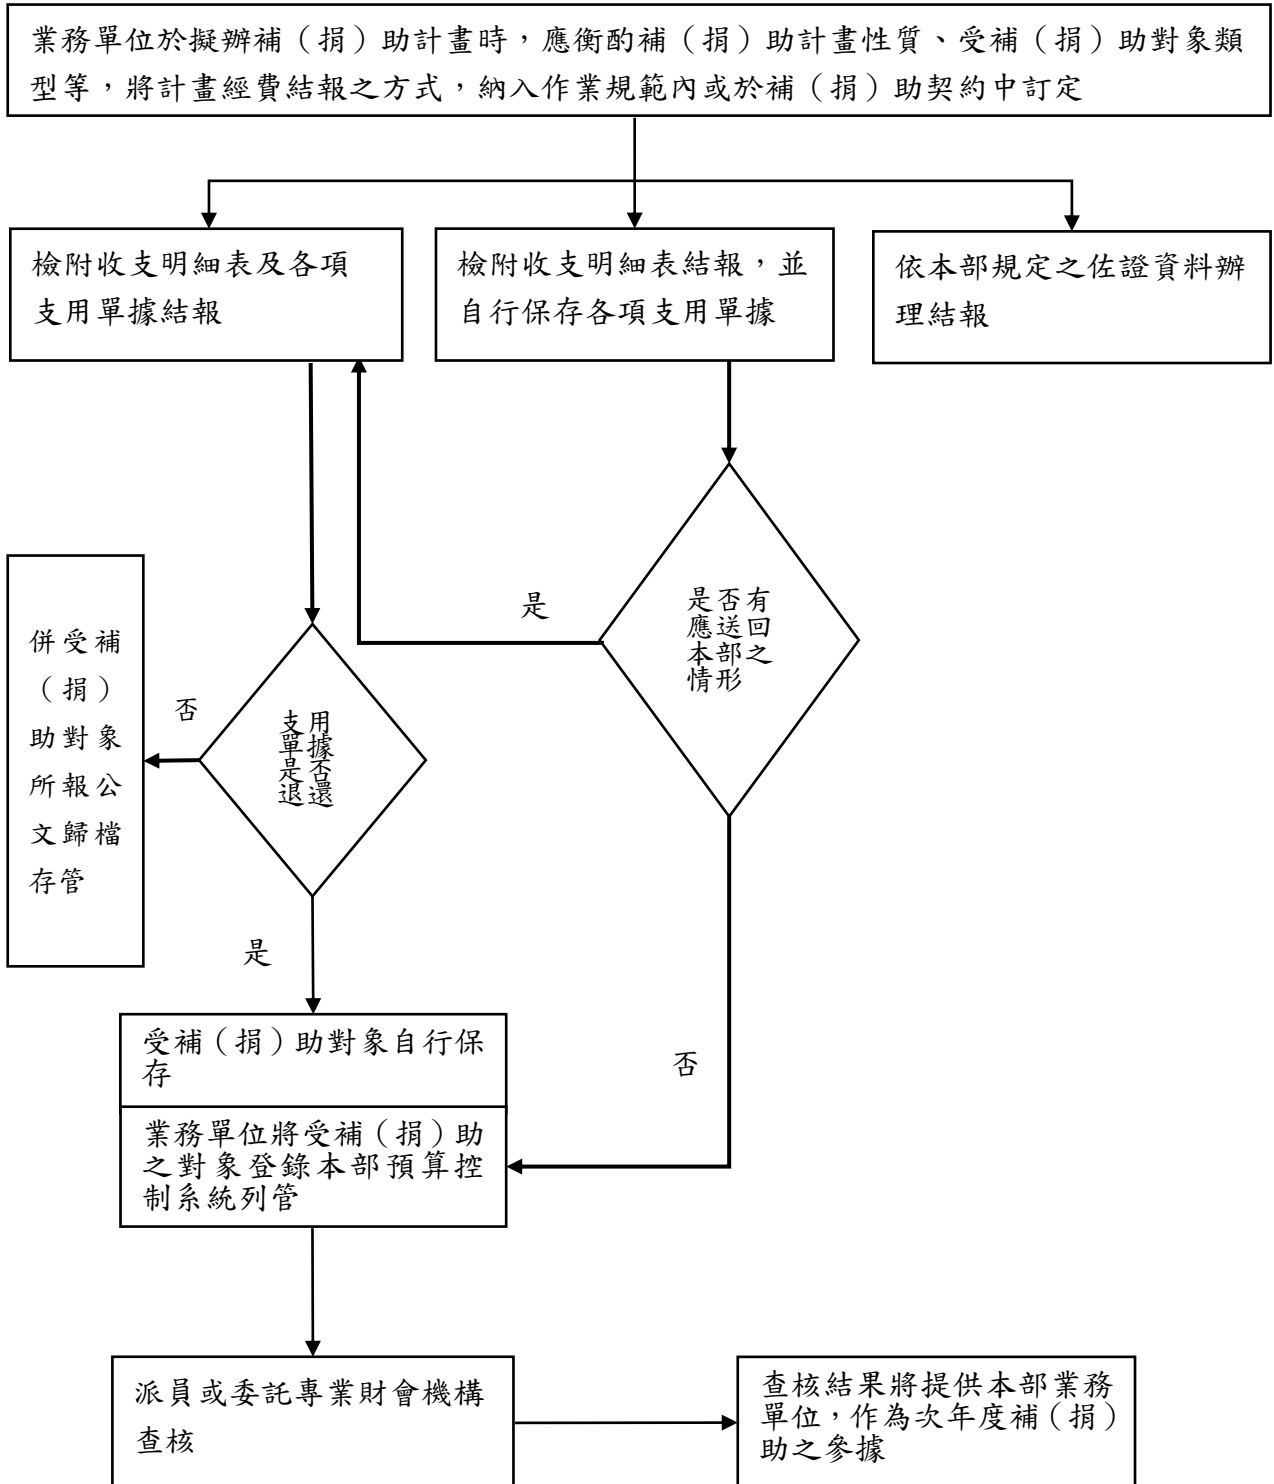 業務單位於擬辦補（捐）助計畫時，應衡酌補（捐）助計畫性質、受補（捐）助對象類
型等，將計畫經費結報之方式，納入作業規範內或於補（捐）助契約中訂定
檢附收支明細表及各項
支用單據結報
檢附收支明細表結報，並
自行保存各項支用單據
依本部規定之佐證資料辦
理結報
是
是否有
應送回
本部之
情形
併受補
（捐）
助對象
所報公
文歸檔
存管
否
支用
單據
是否
退還
是
受補（捐）助對象自行保
存
否
業務單位將受補（捐）助
之對象登錄本部預算控
制系統列管
派員或委託專業財會機構
查核
查核結果將提供本部業務
單位，作為次年度補（捐）
助之參據